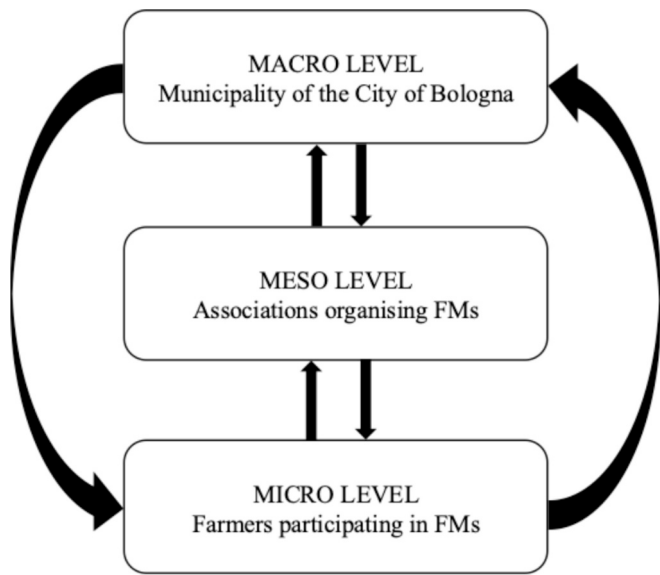 MACRO LEVEL
Municipality of the City of Bologna
MESO LEVEL
Associations organising FMs
MICRO LEVEL
Farmers participating in FMs